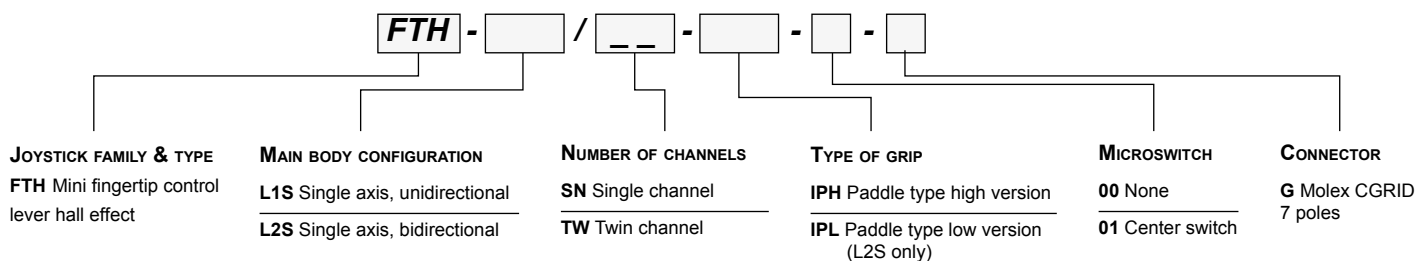 FTH - / _ _ - - -
JOYSTICK FAMILY & TYPE
FTH Mini fingertip control
lever hall effect
MAIN BODY CONFIGURATION
L1S Single axis, unidirectional
L2S Single axis, bidirectional
NUMBER OF CHANNELS
SN Single channel
TW Twin channel
TYPE OF GRIP
IPH Paddle type high version
IPL Paddle type low version
(L2S only)
MICROSWITCH
00 None
01 Center switch
CONNECTOR
G Molex CGRID
7 poles